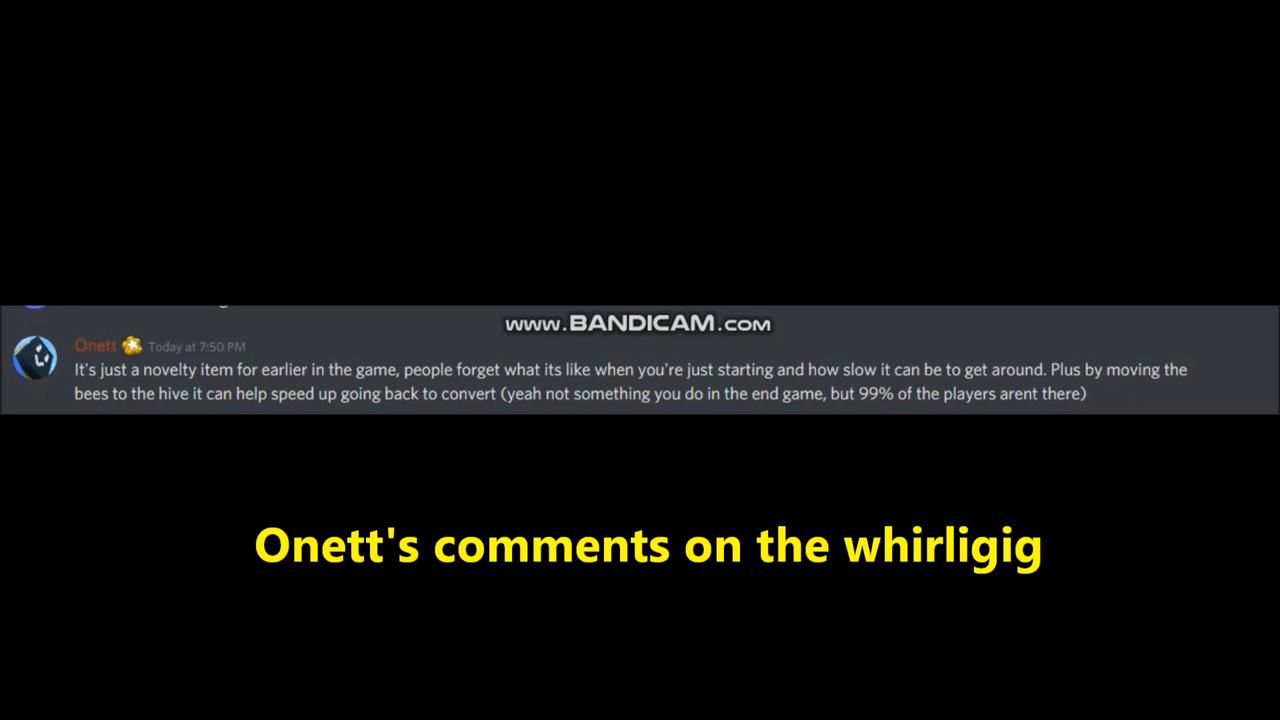 www.BANDICAM.com
Onett Today at 7:50 PM
It's just a novelty item for earlier in the game, people forget what its like when you're just starting and how slow it can be to get around. Plus by moving the
bees to the hive it can help speed up going back to convert (yeah not something you do in the end game, but 99% of the players arent there)
Onett's comments on the whirligig